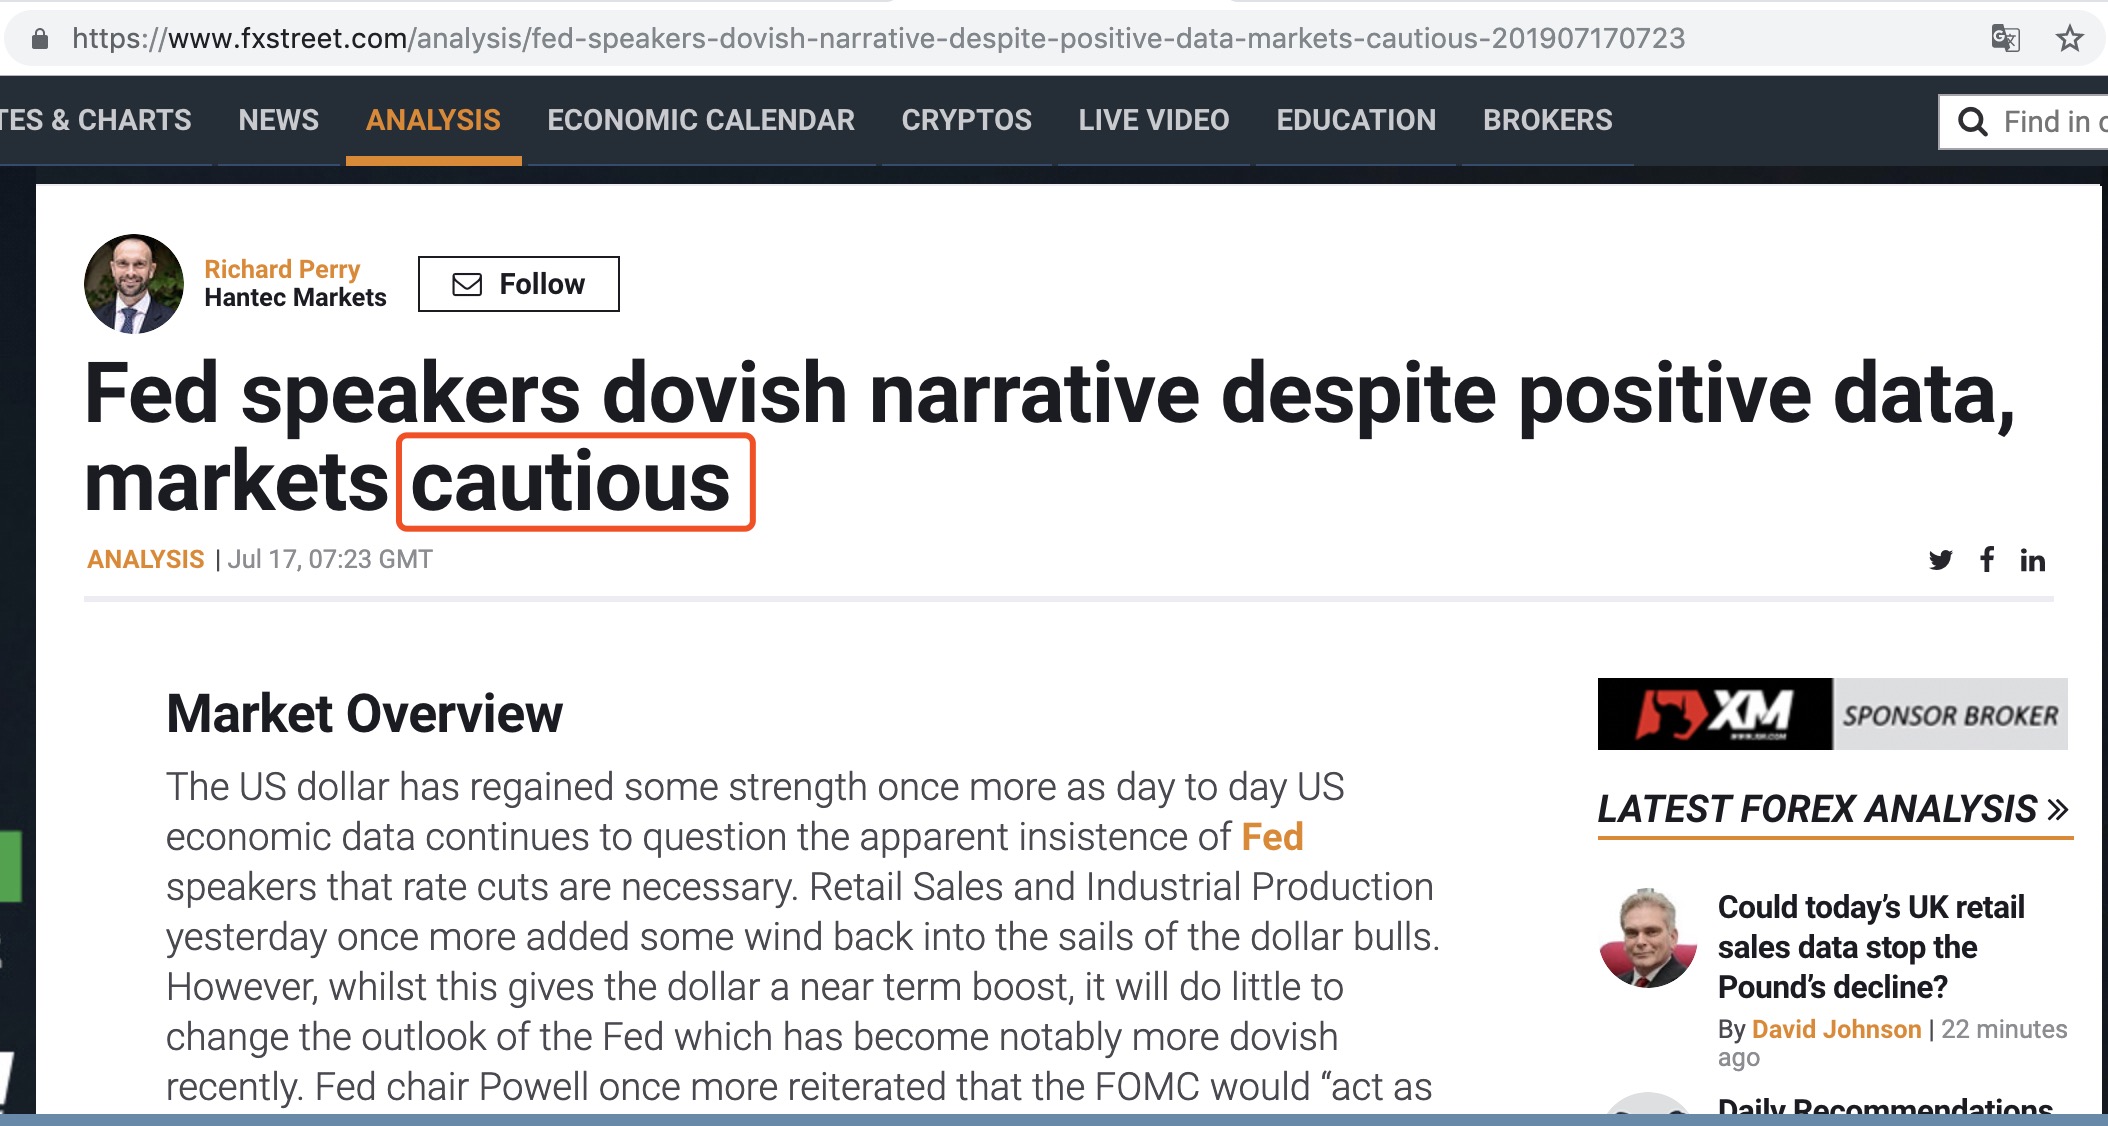 https://www.fxstreet.com/analysis/fed-speakers-dovish-narrative-despite-positive-data-markets-cautious-201907170723
TES & CHARTS NEWS ANALYSIS ECONOMIC CALENDAR CRYPTOS LIVE VIDEO EDUCATION BROKERS Find in
Richard Perry
Hantec Markets
Follow
Fed speakers dovish narrative despite positive data,
markets cautious
ANALYSIS | Jul 17, 07:23 GMT
Market Overview
The US dollar has regained some strength once more as day to day US
economic data continues to question the apparent insistence of Fed
speakers that rate cuts are necessary. Retail Sales and Industrial Production
yesterday once more added some wind back into the sails of the dollar bulls.
However, whilst this gives the dollar a near term boost, it will do little to
change the outlook of the Fed which has become notably more dovish
recently. Fed chair Powell once more reiterated that the FOMC would “act as
XM
WWW.XM.COM
SPONSOR BROKER
LATEST FOREX ANALYSIS »
Could today’s UK retail
sales data stop the
Pound’s decline?
By David Johnson | 22 minutes
ago
Daily Recommendations